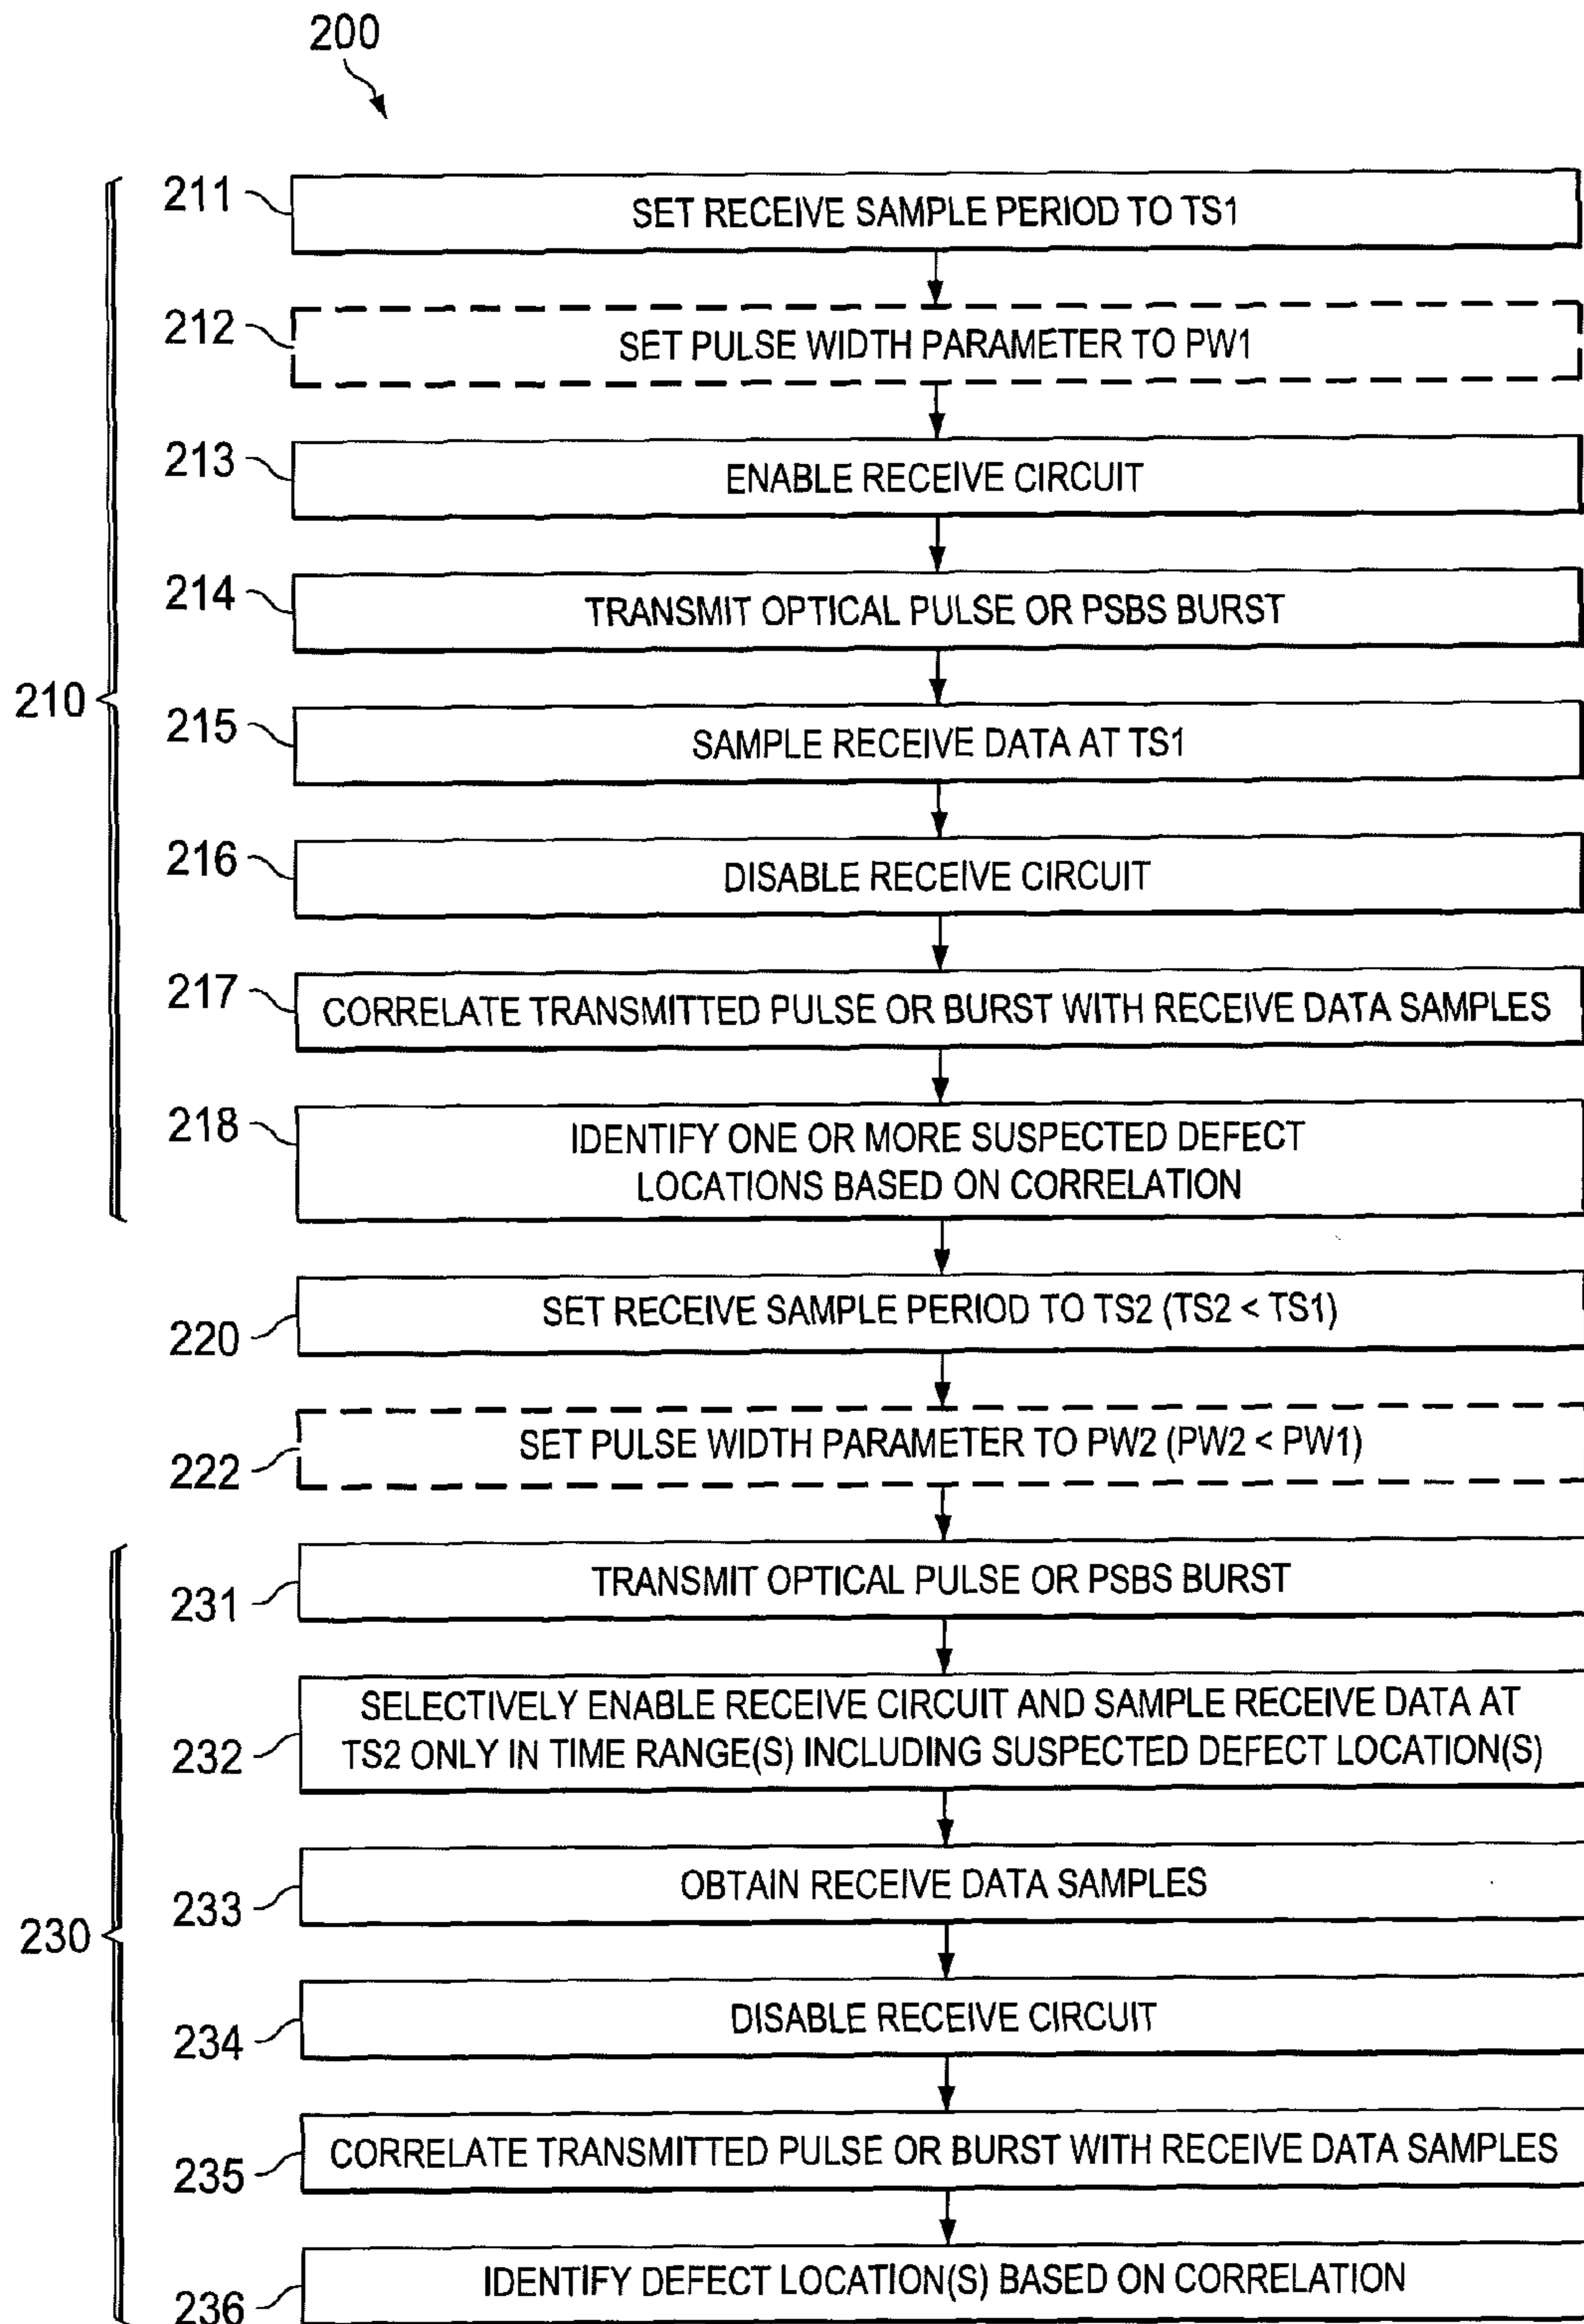 200
211
SET RECEIVE SAMPLE PERIOD TO TS1
212
SET PULSE WIDTH PARAMETER TO PW1
213
ENABLE RECEIVE CIRCUIT
214
TRANSMIT OPTICAL PULSE OR PSBS BURST
210
215
SAMPLE RECEIVE DATA AT TS1
216
DISABLE RECEIVE CIRCUIT
217
CORRELATE TRANSMITTED PULSE OR BURST WITH RECEIVE DATA SAMPLES
218
IDENTIFY ONE OR MORE SUSPECTED DEFECT
LOCATIONS BASED ON CORRELATION
220
SET RECEIVE SAMPLE PERIOD TO TS2 (TS2 < TS1)
222
SET PULSE WIDTH PARAMETER TO PW2 (PW2 < PW1)
231
TRANSMIT OPTICAL PULSE OR PSBS BURST
232
SELECTIVELY ENABLE RECEIVE CIRCUIT AND SAMPLE RECEIVE DATA AT
TS2 ONLY IN TIME RANGE(S) INCLUDING SUSPECTED DEFECT LOCATION(S)
233
OBTAIN RECEIVE DATA SAMPLES
230
234
DISABLE RECEIVE CIRCUIT
235
CORRELATE TRANSMITTED PULSE OR BURST WITH RECEIVE DATA SAMPLES
236
IDENTIFY DEFECT LOCATION(S) BASED ON CORRELATION